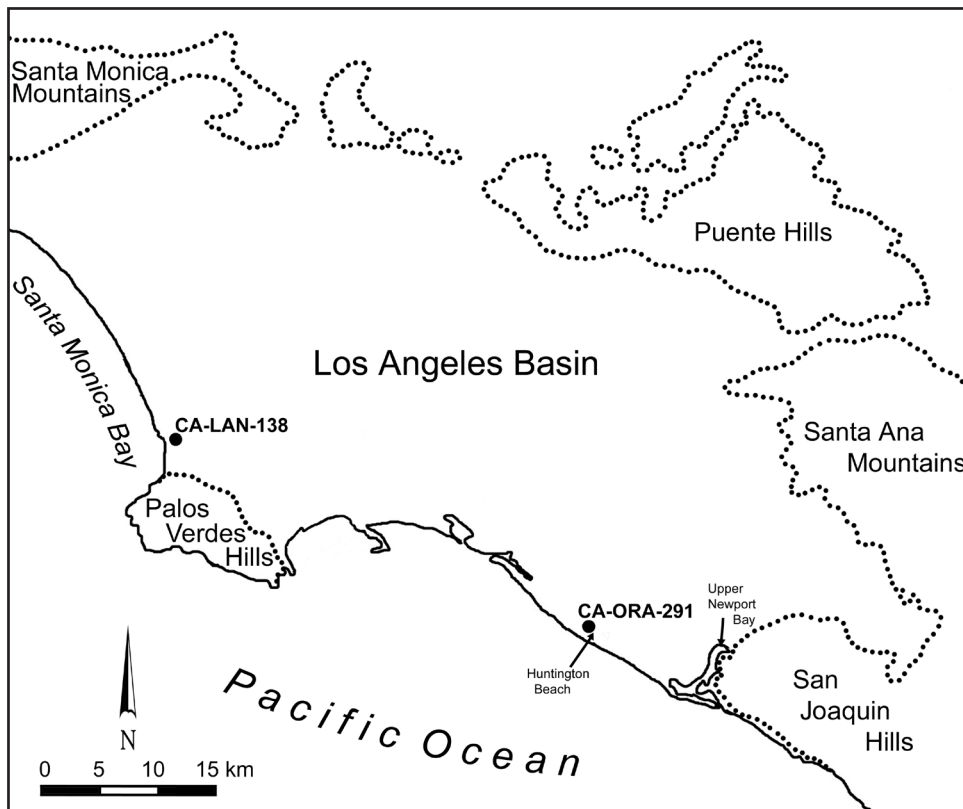 Santa Monica
Mountains
Puente Hills
Santa Monica Bay
Los Angeles Basin
CA-LAN-138
Santa Ana
Mountains
Palos
Verdes
Hills
Upper
Newport
Bay
CA-ORA-291
Huntington
Beach
San
Joaquin
Hills
Pacific Ocean
N
0 5 10 15 km